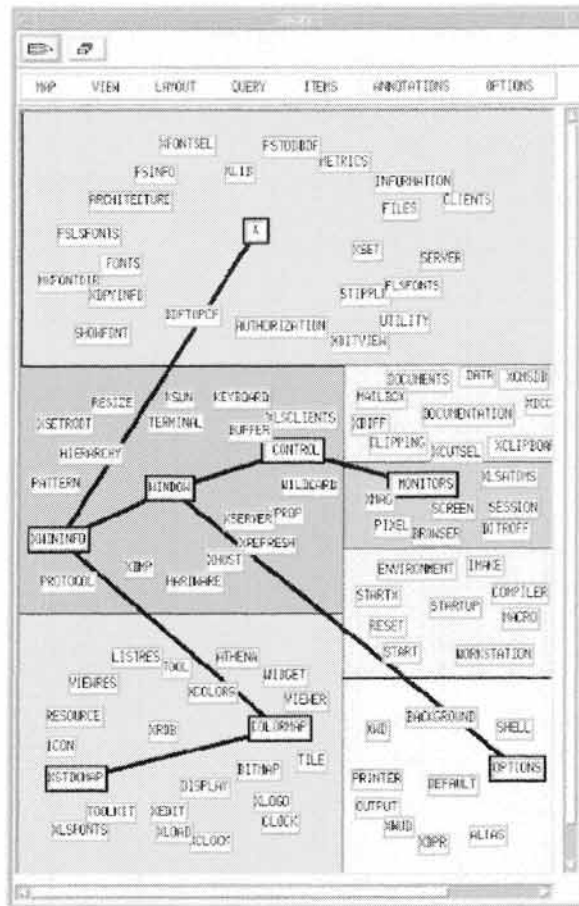 MAP VIEW LAYOUT QUERY ITEMS ANNOTATIONS OPTIONS
XFONTSEL
FSTOBDF
METRICS
FSINFO
XLIB
INFORMATION
ARCHITECTURE
CLIENTS
FILES
X
FSLSFONTS
XSET
SERVER
FONTS
MKFONTDIR
XDPYINFO
STIPPLE
FLSFONTS
BDFTOPCF
UTILITY
SHOWFONT
AUTHORIZATION
XDITVIEW
DOCUMENTS
DATA
XCMSDB
RESIZE
XSUN
KEYBOARD
MAILBOX
XSETROOT
TERMINAL
XLSCLIENTS
XDIFF
DOCUMENTATION
BUFFER
HIERARCHY
CONTROL
CLIPPING
XCUTSEL
XCLIPBOAR
PATTERN
WINDOW
WILDCARD
MONITORS
XLSATOMS
XMAG
PROP
SCREEN
SESSION
XSERVER
PIXEL
BROWSER
DITROFF
XWININFO
XREFRESH
XHOST
XBMP
PROTOCOL
HARDWARE
ENVIRONMENT
IMAKE
STARTX
STARTUP
COMPILER
MACRO
RESET
START
WORKSTATION
LISTRES
TOOL
ATHENA
WIDGET
VIEWRES
XCOLORS
VIEWER
RESOURCE
XRDB
COLORMAP
BACKGROUND
SHELL
XWD
ICON
TILE
BITMAP
OPTIONS
XSTDCMAP
DISPLAY
PRINTER
DEFAULT
TOOLKIT
XEDIT
XLOGO
CLOCK
OUTPUT
XLSFONTS
XLOAD
XCLOCK
XWUD
XDPR
ALIAS